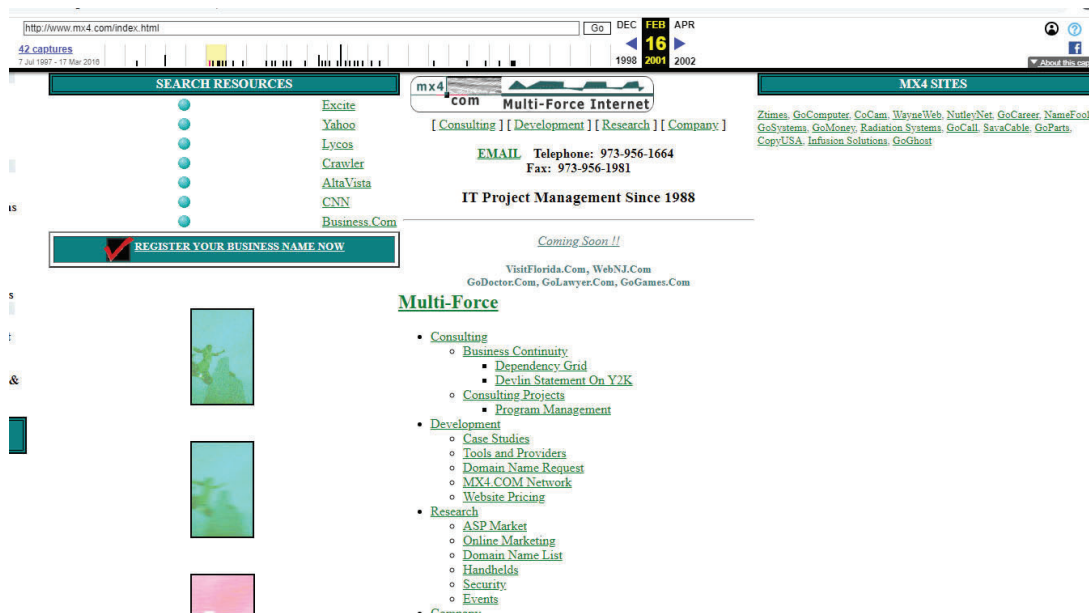 http://www.mx4.com/index.html Go DEC FEB APR
42 captures 16
7 Jul 1997 - 17 Mar 2016 1998 2001 2002 ▼ About this cap
SEARCH RESOURCES
Excite
Yahoo
Lycos
Crawler
AltaVista
CNN
Business.Com
REGISTER YOUR BUSINESS NAME NOW
mx4
com Multi-Force Internet
[ Consulting ] [ Development ] [ Research ] [ Company ]
EMAIL Telephone: 973-956-1664
Fax: 973-956-1981
IT Project Management Since 1988
Coming Soon !!
VisitFlorida.Com, WebNJ.Com
GoDoctor.Com, GoLawyer.Com, GoGames.Com
Multi-Force
• Consulting
◦ Business Continuity
▪ Dependency Grid
▪ Devlin Statement On Y2K
◦ Consulting Projects
▪ Program Management
• Development
◦ Case Studies
◦ Tools and Providers
◦ Domain Name Request
◦ MX4.COM Network
◦ Website Pricing
• Research
◦ ASP Market
◦ Online Marketing
◦ Domain Name List
◦ Handhelds
◦ Security
◦ Events
• Company
MX4 SITES
Ztimes, GoComputer, CoCam, WayneWeb, NutleyNet, GoCareer, NameFool
GoSystems, GoMoney, Radiation Systems, GoCall, SavaCable, GoParts,
CopyUSA, Infusion Solutions, GoGhost
&